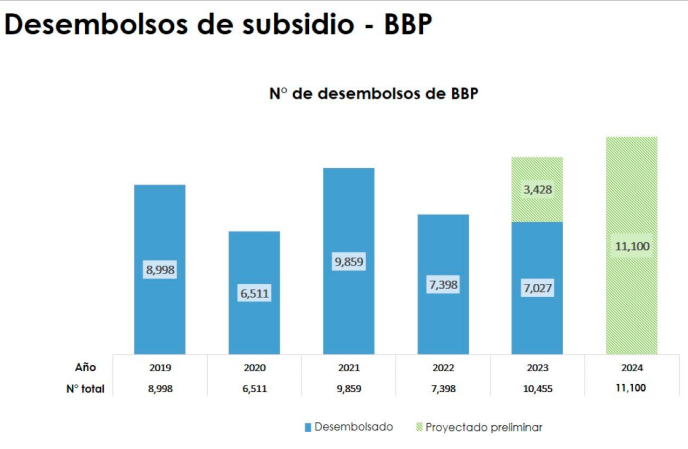 Desembolsos de subsidio - BBP
N° de desembolsos de BBP
3,428
11,100
9,859
8,998
7,398
7,027
6,511
Año 2019 2020 2021 2022 2023 2024
N° total 8,998 6,511 9,859 7,398 10,455 11,100
Desembolsado Proyectado preliminar